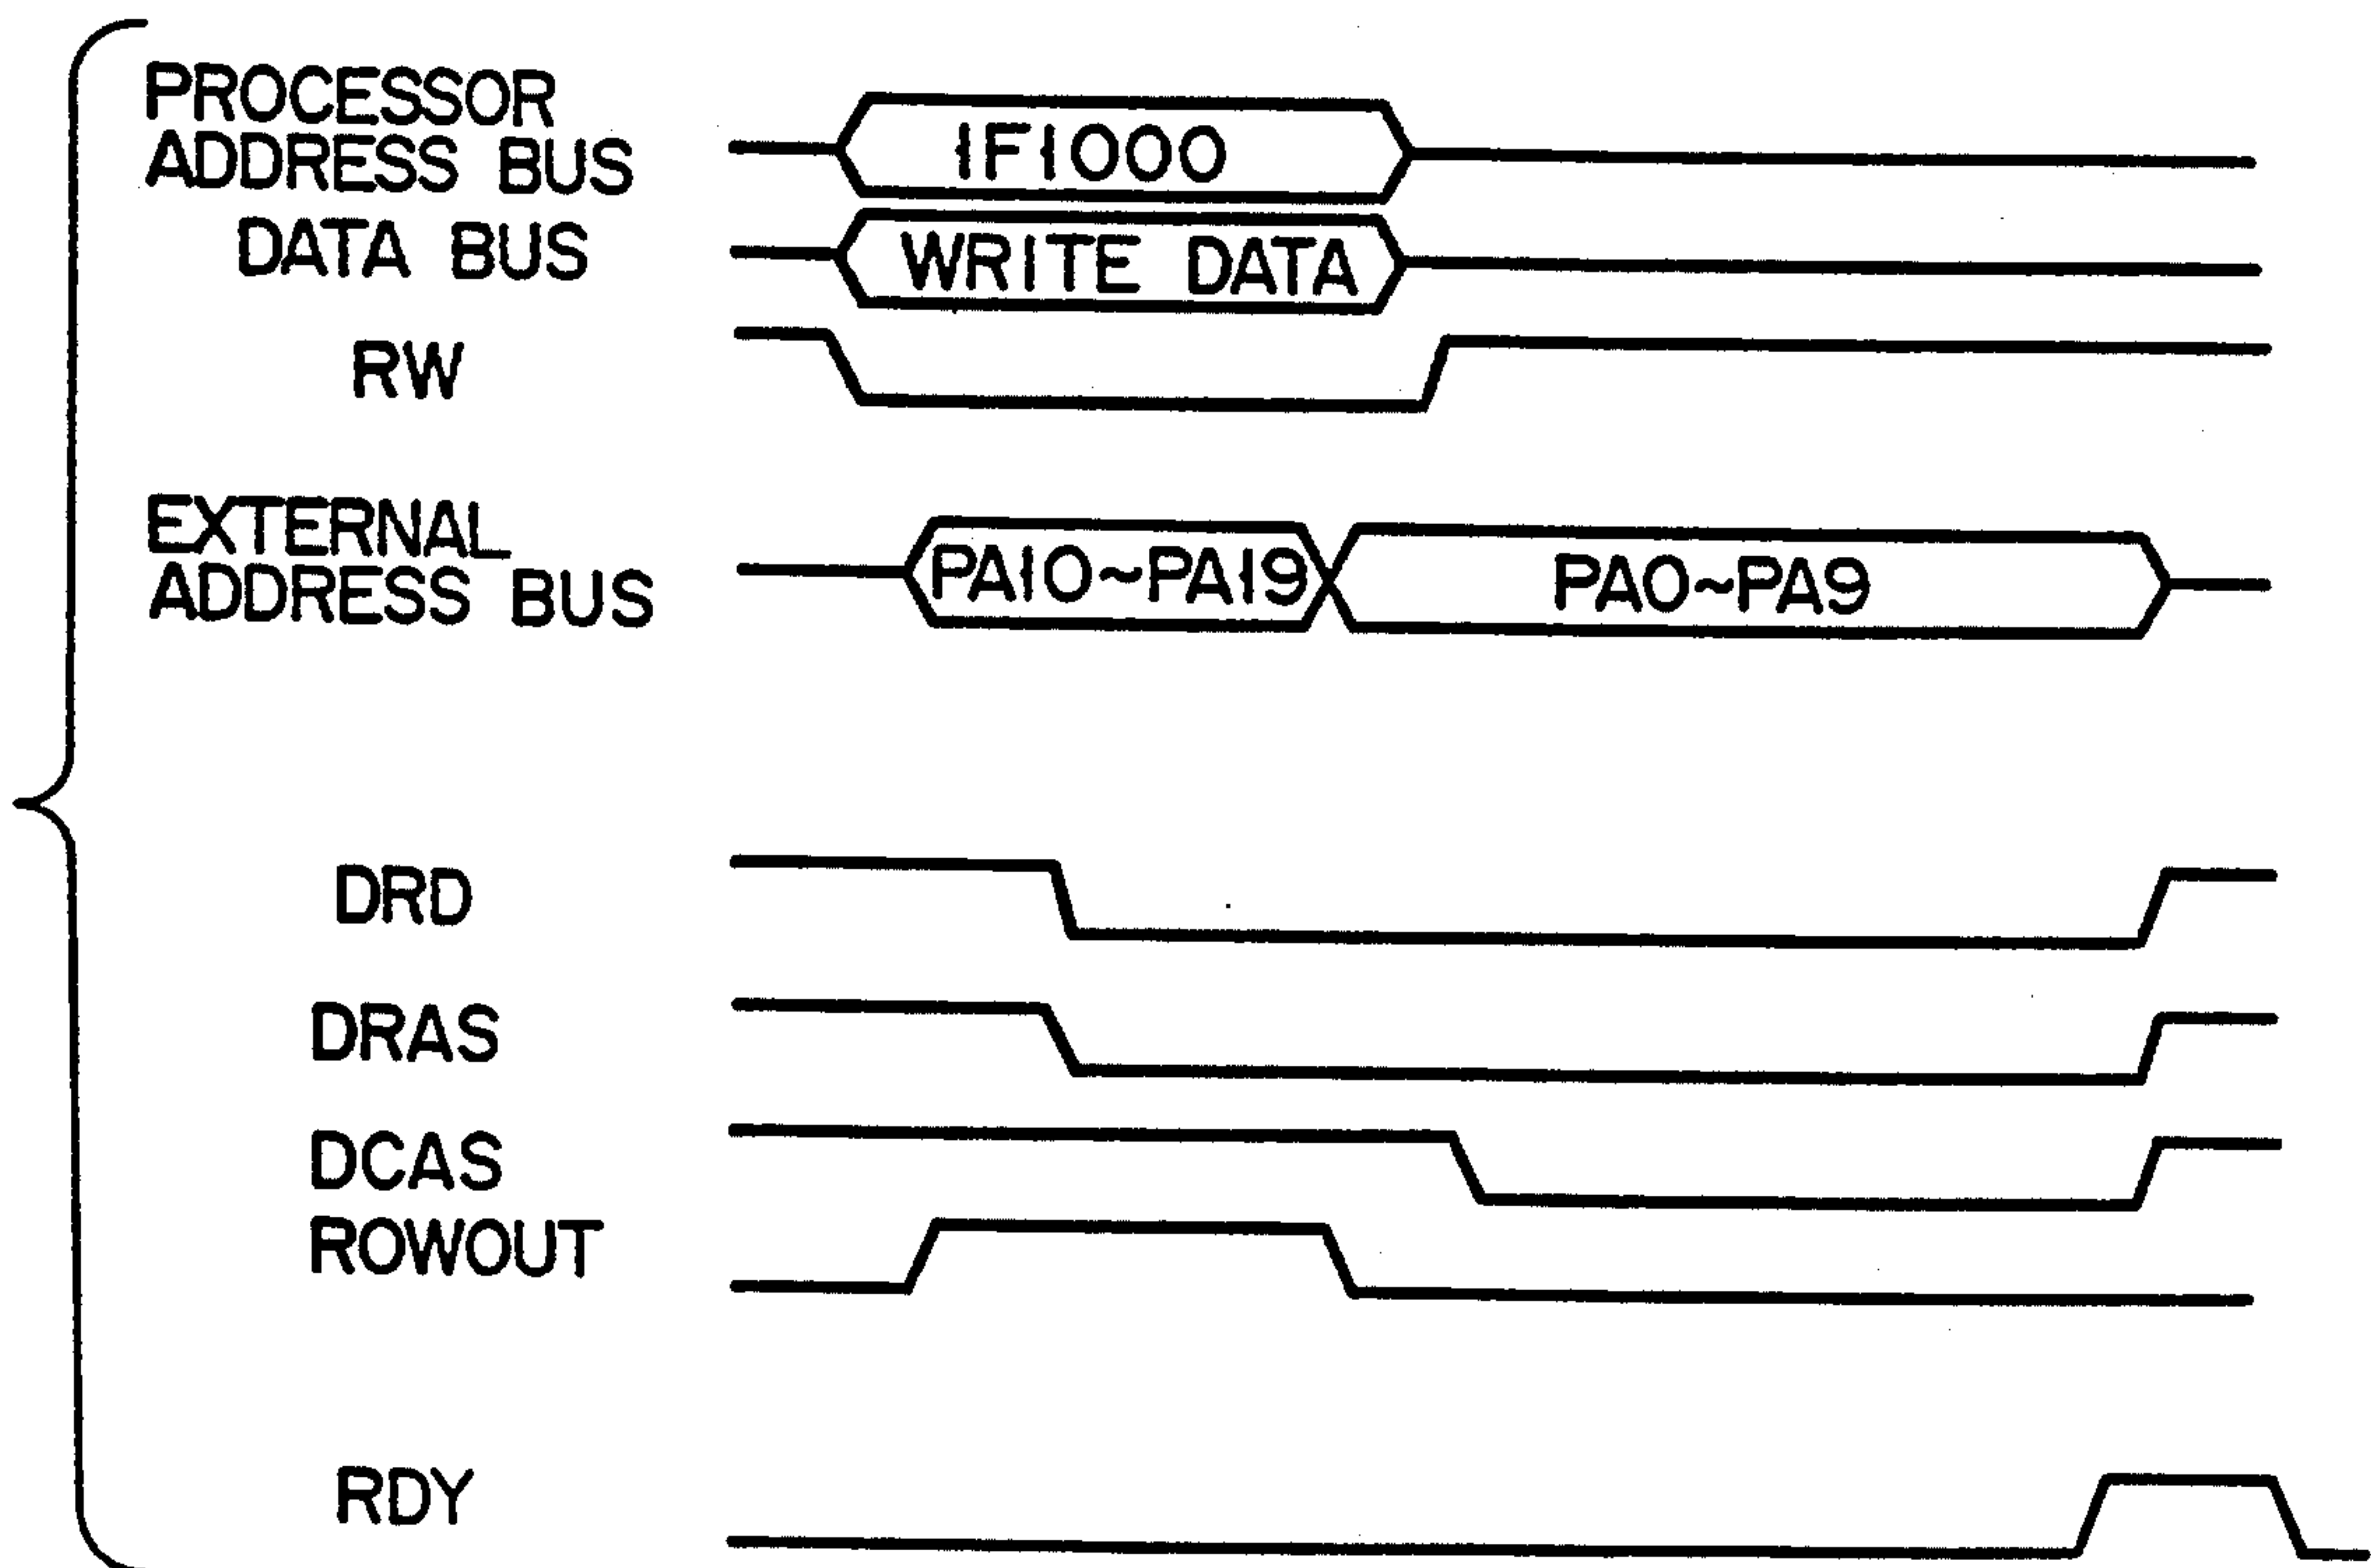 PROCESSOR
ADDRESS BUS
1F1000
DATA BUS
WRITE DATA
RW
EXTERNAL
ADDRESS BUS
PA10~PA19
PA0~PA9
DRD
DRAS
DCAS
ROWOUT
RDY